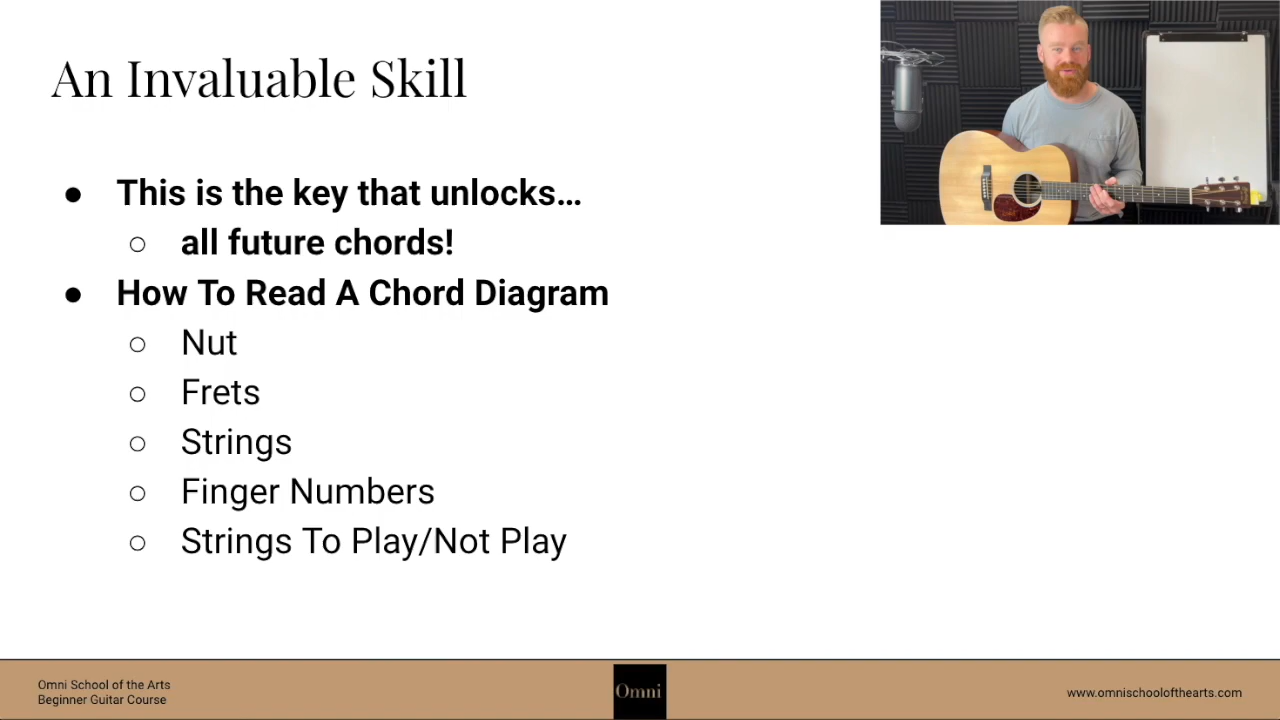 An Invaluable Skill
● This is the key that unlocks…
○ all future chords!
● How To Read A Chord Diagram
○ Nut
○ Frets
○ Strings
○ Finger Numbers
○ Strings To Play/Not Play
Omni School of the Arts
Beginner Guitar Course
Omni
www.omnischoolofthearts.com